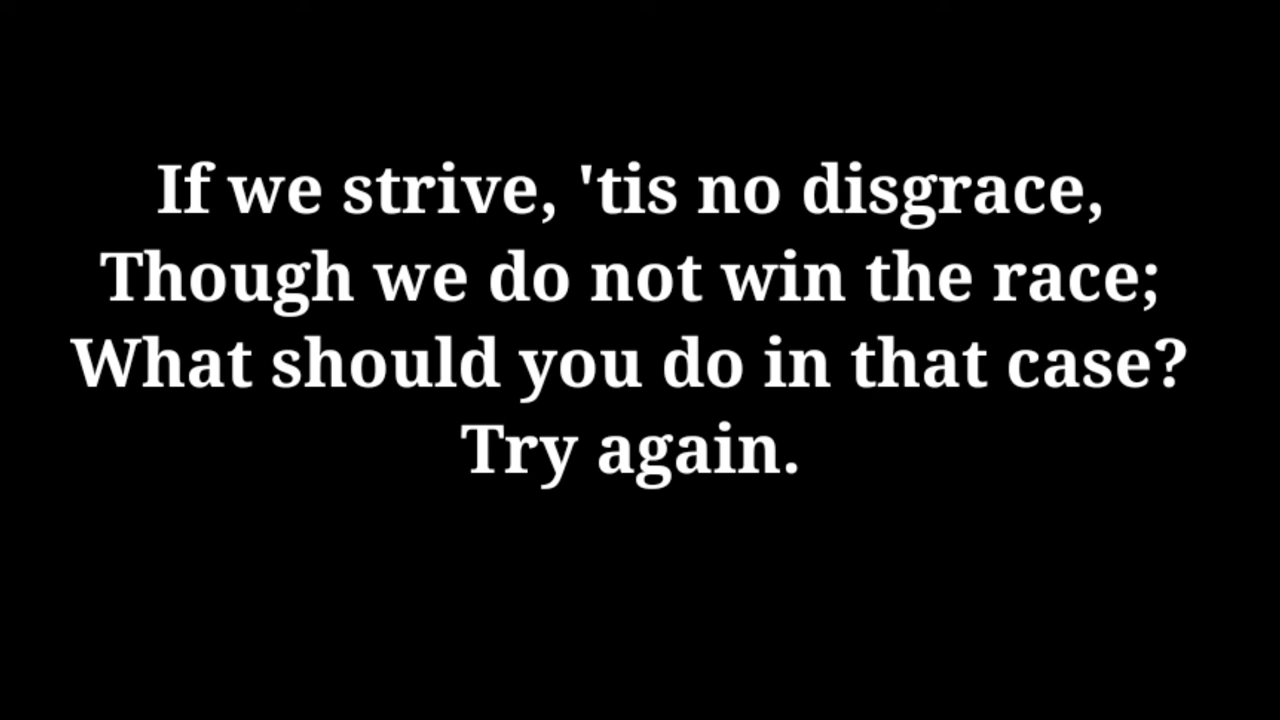 If we strive, 'tis no disgrace,
Though we do not win the race;
What should you do in that case?
Try again.